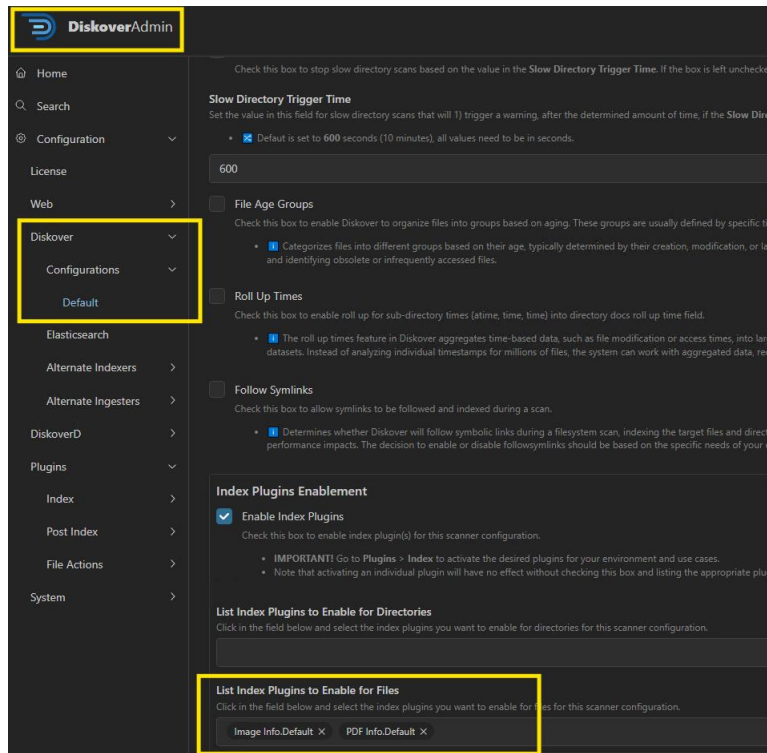 DiskoverAdmin
Home
Search
Configuration
License
Web
Diskover
Configurations
Default
Elasticsearch
Alternate Indexers
Alternate Ingesters
DiskoverD
Plugins
Index
Post Index
File Actions
System
Check this box to stop slow directory scans based on the value in the Slow Directory Trigger Time. If the box is left unchecke
Slow Directory Trigger Time
Set the value in this field for slow directory scans that will 1) trigger a warning, after the determined amount of time, if the Slow Dire
Defaut is set to 600 seconds (10 minutes), all values need to be in seconds.
600
File Age Groups
Check this box to enable Diskover to organize files into groups based on aging. These groups are usually defined by specific ti
Categorizes files into different groups based on their age, typically determined by their creation, modification, or la
and identifying obsolete or infrequently accessed files.
Roll Up Times
Check this box to enable roll up for sub-directory times (atime, time, time) into directory docs roll up time field.
The roll up times feature in Diskover aggregates time-based data, such as file modification or access times, into lar
datasets. Instead of analyzing individual timestamps for millions of files, the system can work with aggregated data, re
Follow Symlinks
Check this box to allow symlinks to be followed and indexed during a scan.
Determines whether Diskover will follow symbolic links during a filesystem scan, indexing the target files and direct
performance impacts. The decision to enable or disable followsymlinks should be based on the specific needs of your
Index Plugins Enablement
Enable Index Plugins
Check this box to enable index plugin(s) for this scanner configuration.
IMPORTANT! Go to Plugins > Index to activate the desired plugins for your environment and use cases.
Note that activating an individual plugin will have no effect without checking this box and listing the appropriate plu
List Index Plugins to Enable for Directories
Click in the field below and select the index plugins you want to enable for directories for this scanner configuration.
List Index Plugins to Enable for Files
Click in the field below and select the index plugins you want to enable for files for this scanner configuration.
Image Info.Default × PDF Info.Default ×